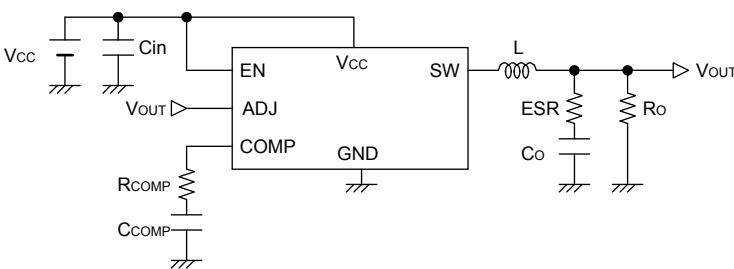 Vcc
Cin
EN
Vcc
SW
L
VOUT
VOUT
ADJ
COMP
GND
ESR
Ro
Co
RCOMP
CCOMP